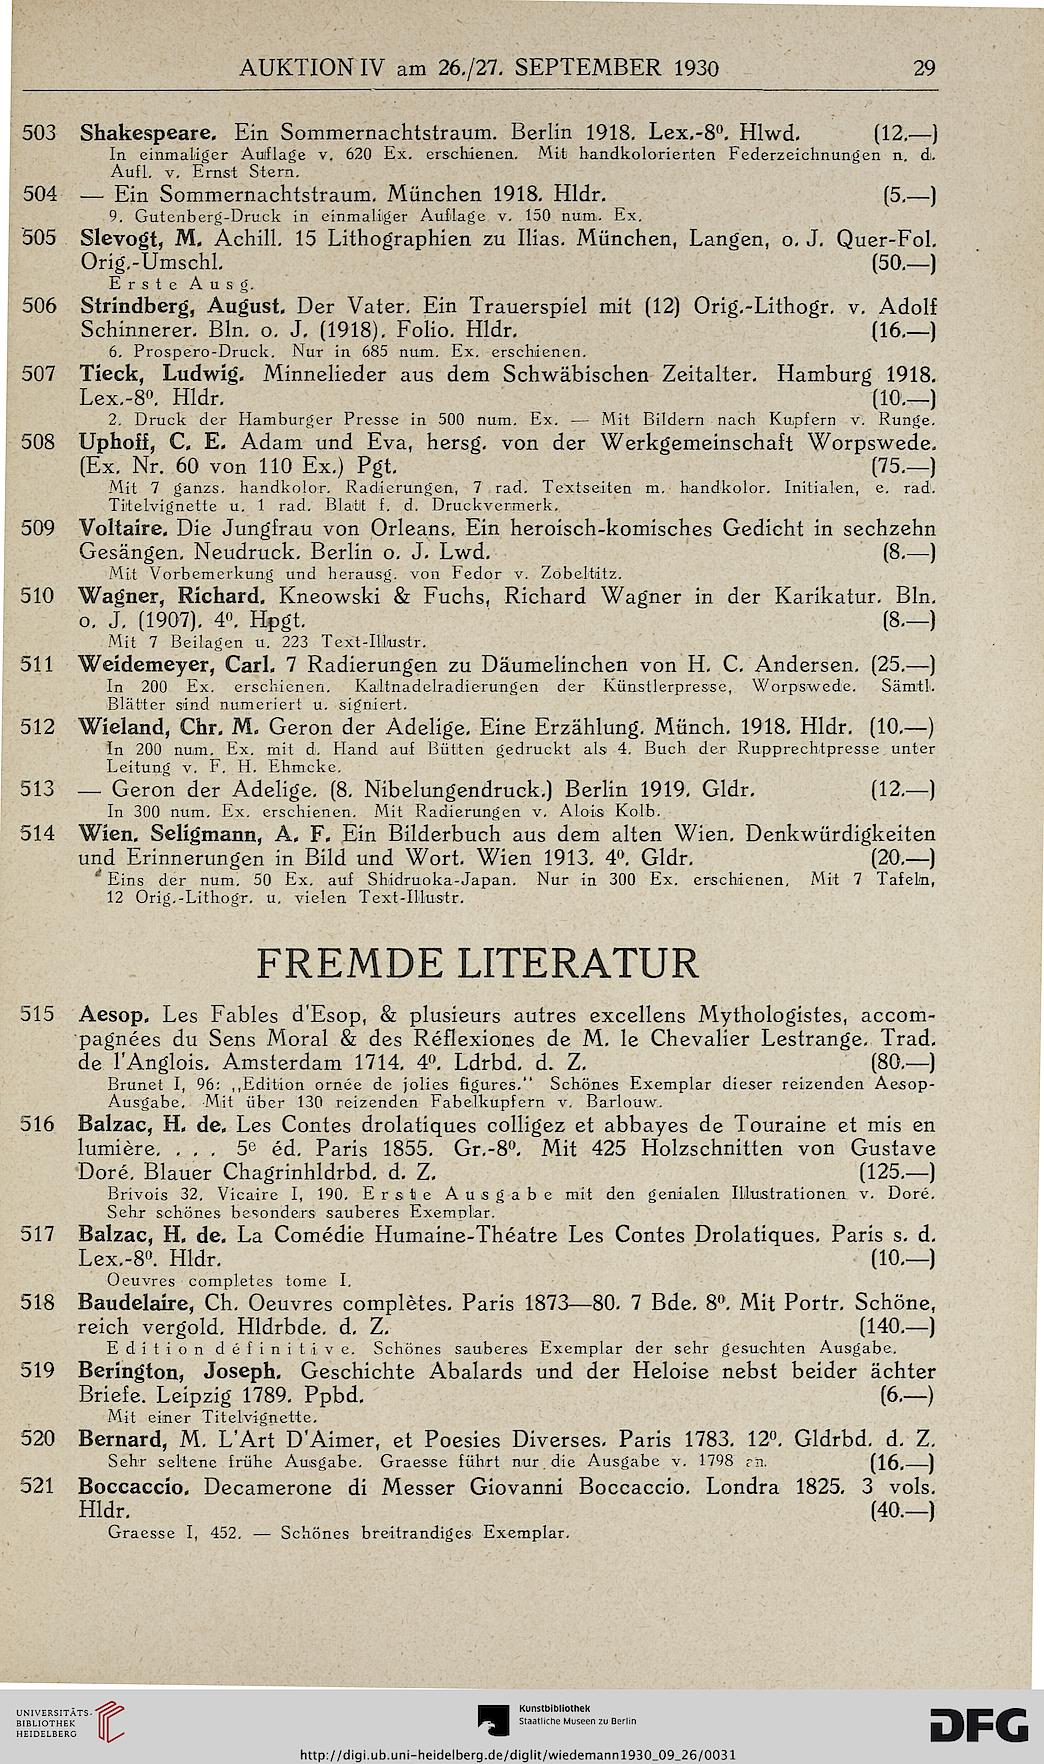 AUKTION IV am 26./27. SEPTEMBER 1930 29
503 Shakespeare. Ein Sommernachtstraum. Berlin 1918. Lex.-8⁰. Hlwd. (12.—)
In einmaliger Auflage v. 620 Ex. erschienen. Mit handkolorierten Federzeichnungen n. d.
Aufl. v. Ernst Stern.
504 — Ein Sommernachtstraum. München 1918. Hldr. (5.—)
9. Gutenberg-Druck in einmaliger Auflage v. 150 num. Ex.
505 Slevogt, M. Achill. 15 Lithographien zu Ilias. München, Langen, o. J. Quer-Fol.
Orig.-Umschl. (50.—)
Erste Ausg.
506 Strindberg, August. Der Vater. Ein Trauerspiel mit (12) Orig.-Lithogr. v. Adolf
Schinnerer. Bln. o. J. (1918). Folio. Hldr. (16.—)
6. Prospero-Druck. Nur in 685 num. Ex. erschienen.
507 Tieck, Ludwig. Minnelieder aus dem Schwäbischen Zeitalter. Hamburg 1918.
Lex.-8⁰. Hldr. (10.—)
2. Druck der Hamburger Presse in 500 num. Ex. — Mit Bildern nach Kupfern v. Runge.
508 Uphoff, C. E. Adam und Eva, hersg. von der Werkgemeinschaft Worpswede.
(Ex. Nr. 60 von 110 Ex.) Pgt. (75.—)
Mit 7 ganzs. handkolor. Radierungen, 7 rad. Textseiten m. handkolor. Initialen, e. rad.
Titelvignette u. 1 rad. Blatt f. d. Druckvermerk.
509 Voltaire. Die Jungfrau von Orleans. Ein heroisch-komisches Gedicht in sechzehn
Gesängen. Neudruck. Berlin o. J. Lwd. (8.—)
Mit Vorbemerkung und herausg. von Fedor v. Zobeltitz.
510 Wagner, Richard. Kneowski & Fuchs, Richard Wagner in der Karikatur. Bln.
o. J. (1907). 4⁰. Hpgt. (8.—)
Mit 7 Beilagen u. 223 Text-Illustr.
511 Weidemeyer, Carl. 7 Radierungen zu Däumelinchen von H. C. Andersen. (25.—)
In 200 Ex. erschienen. Kaltnadelradierungen der Künstlerpresse, Worpswede. Sämtl.
Blätter sind numeriert u. signiert.
512 Wieland, Chr. M. Geron der Adelige. Eine Erzählung. Münch. 1918. Hldr. (10.—)
In 200 num. Ex. mit d. Hand auf Bütten gedruckt als 4. Buch der Rupprechtpresse unter
Leitung v. F. H. Ehmcke.
513 — Geron der Adelige. (8. Nibelungendruck.) Berlin 1919. Gldr. (12.—)
In 300 num. Ex. erschienen. Mit Radierungen v. Alois Kolb.
514 Wien. Seligmann, A. F. Ein Bilderbuch aus dem alten Wien. Denkwürdigkeiten
und Erinnerungen in Bild und Wort. Wien 1913. 4⁰. Gldr. (20.—)
Eins der num. 50 Ex. auf Shidruoka-Japan. Nur in 300 Ex. erschienen. Mit 7 Tafeln,
12 Orig.-Lithogr. u. vielen Text-Illustr.
FREMDE LITERATUR
515 Aesop. Les Fables d'Esop, & plusieurs autres excellens Mythologistes, accom-
pagnées du Sens Moral & des Réflexiones de M. le Chevalier Lestrange. Trad.
de l'Anglois. Amsterdam 1714. 4⁰. Ldrbd. d. Z. (80.—)
Brunet I, 96: ,,Edition ornée de jolies figures." Schönes Exemplar dieser reizenden Aesop-
Ausgabe. Mit über 130 reizenden Fabelkupfern v. Barlouw.
516 Balzac, H. de. Les Contes drolatiques colligez et abbayes de Touraine et mis en
lumière. . . . 5ᵉ éd. Paris 1855. Gr.-8⁰. Mit 425 Holzschnitten von Gustave
Doré. Blauer Chagrinhldrbd. d. Z. (125.—)
Brivois 32. Vicaire I, 190. Erste Ausgabe mit den genialen Illustrationen v. Doré.
Sehr schönes besonders sauberes Exemplar.
517 Balzac, H. de. La Comédie Humaine-Théatre Les Contes Drolatiques. Paris s. d.
Lex.-8⁰. Hldr. (10.—)
Oeuvres completes tome I.
518 Baudelaire, Ch. Oeuvres complètes. Paris 1873—80. 7 Bde. 8⁰. Mit Portr. Schöne,
reich vergold. Hldrbde. d. Z. (140.—)
Edition définitive. Schönes sauberes Exemplar der sehr gesuchten Ausgabe.
519 Berington, Joseph. Geschichte Abalards und der Heloise nebst beider ächter
Briefe. Leipzig 1789. Ppbd. (6.—)
Mit einer Titelvignette.
520 Bernard, M. L'Art D'Aimer, et Poesies Diverses. Paris 1783. 12⁰. Gldrbd. d. Z.
Sehr seltene frühe Ausgabe. Graesse führt nur die Ausgabe v. 1798 an. (16.—)
521 Boccaccio. Decamerone di Messer Giovanni Boccaccio. Londra 1825. 3 vols.
Hldr. (40.—)
Graesse I, 452. — Schönes breitrandiges Exemplar.
UNIVERSITÄTS-
BIBLIOTHEK
HEIDELBERG
Kunstbibliothek
Staatliche Museen zu Berlin
DFG
http://digi.ub.uni-heidelberg.de/diglit/wiedemann1930_09_26/0031